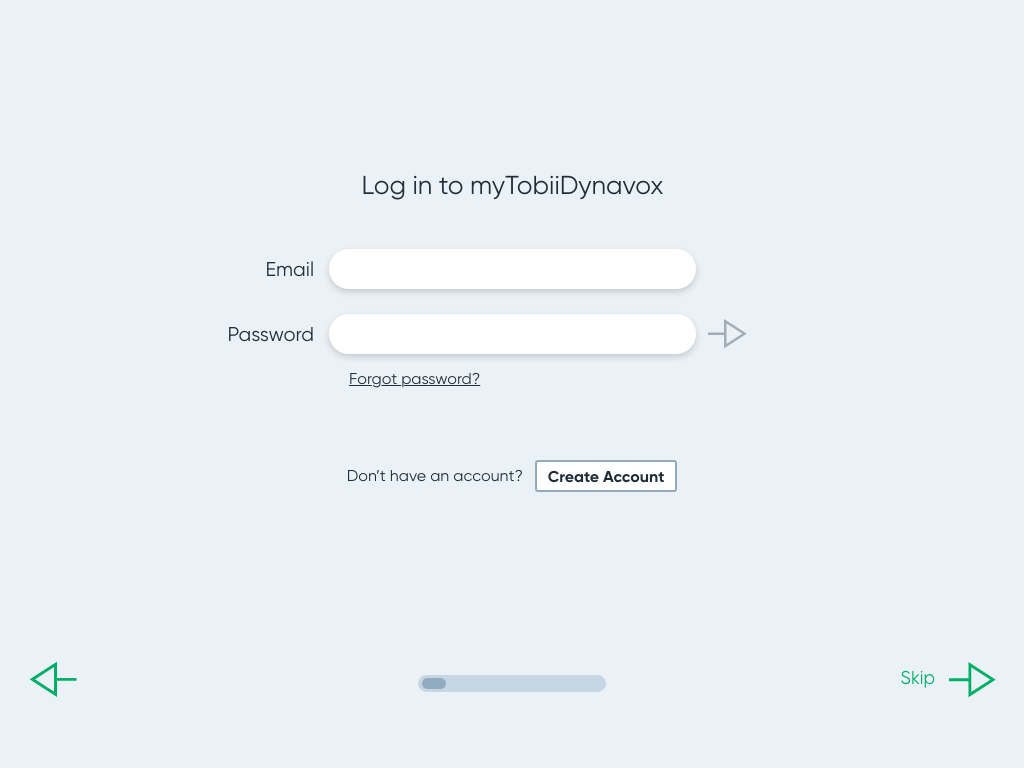 Log in to myTobiiDynavox
Email
Password
Forgot password?
Don’t have an account? Create Account
Skip